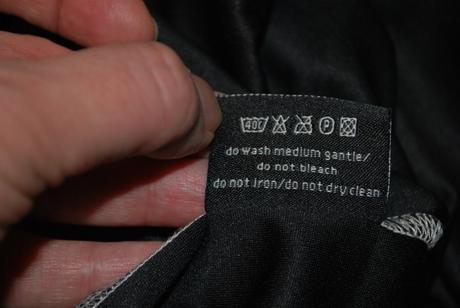 40 P
do wash medium gantle/
do not bleach
do not iron/do not dry clean